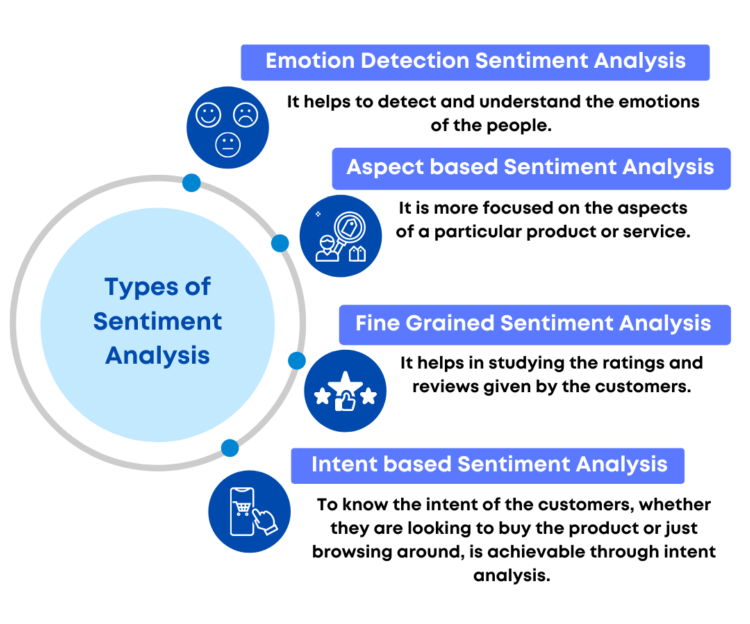 Emotion Detection Sentiment Analysis
It helps to detect and understand the emotions
of the people.
Aspect based Sentiment Analysis
It is more focused on the aspects
of a particular product or service.
Types of
Sentiment
Analysis
Fine Grained Sentiment Analysis
It helps in studying the ratings and
reviews given by the customers.
Intent based Sentiment Analysis
To know the intent of the customers, whether
they are looking to buy the product or just
browsing around, is achievable through intent
analysis.